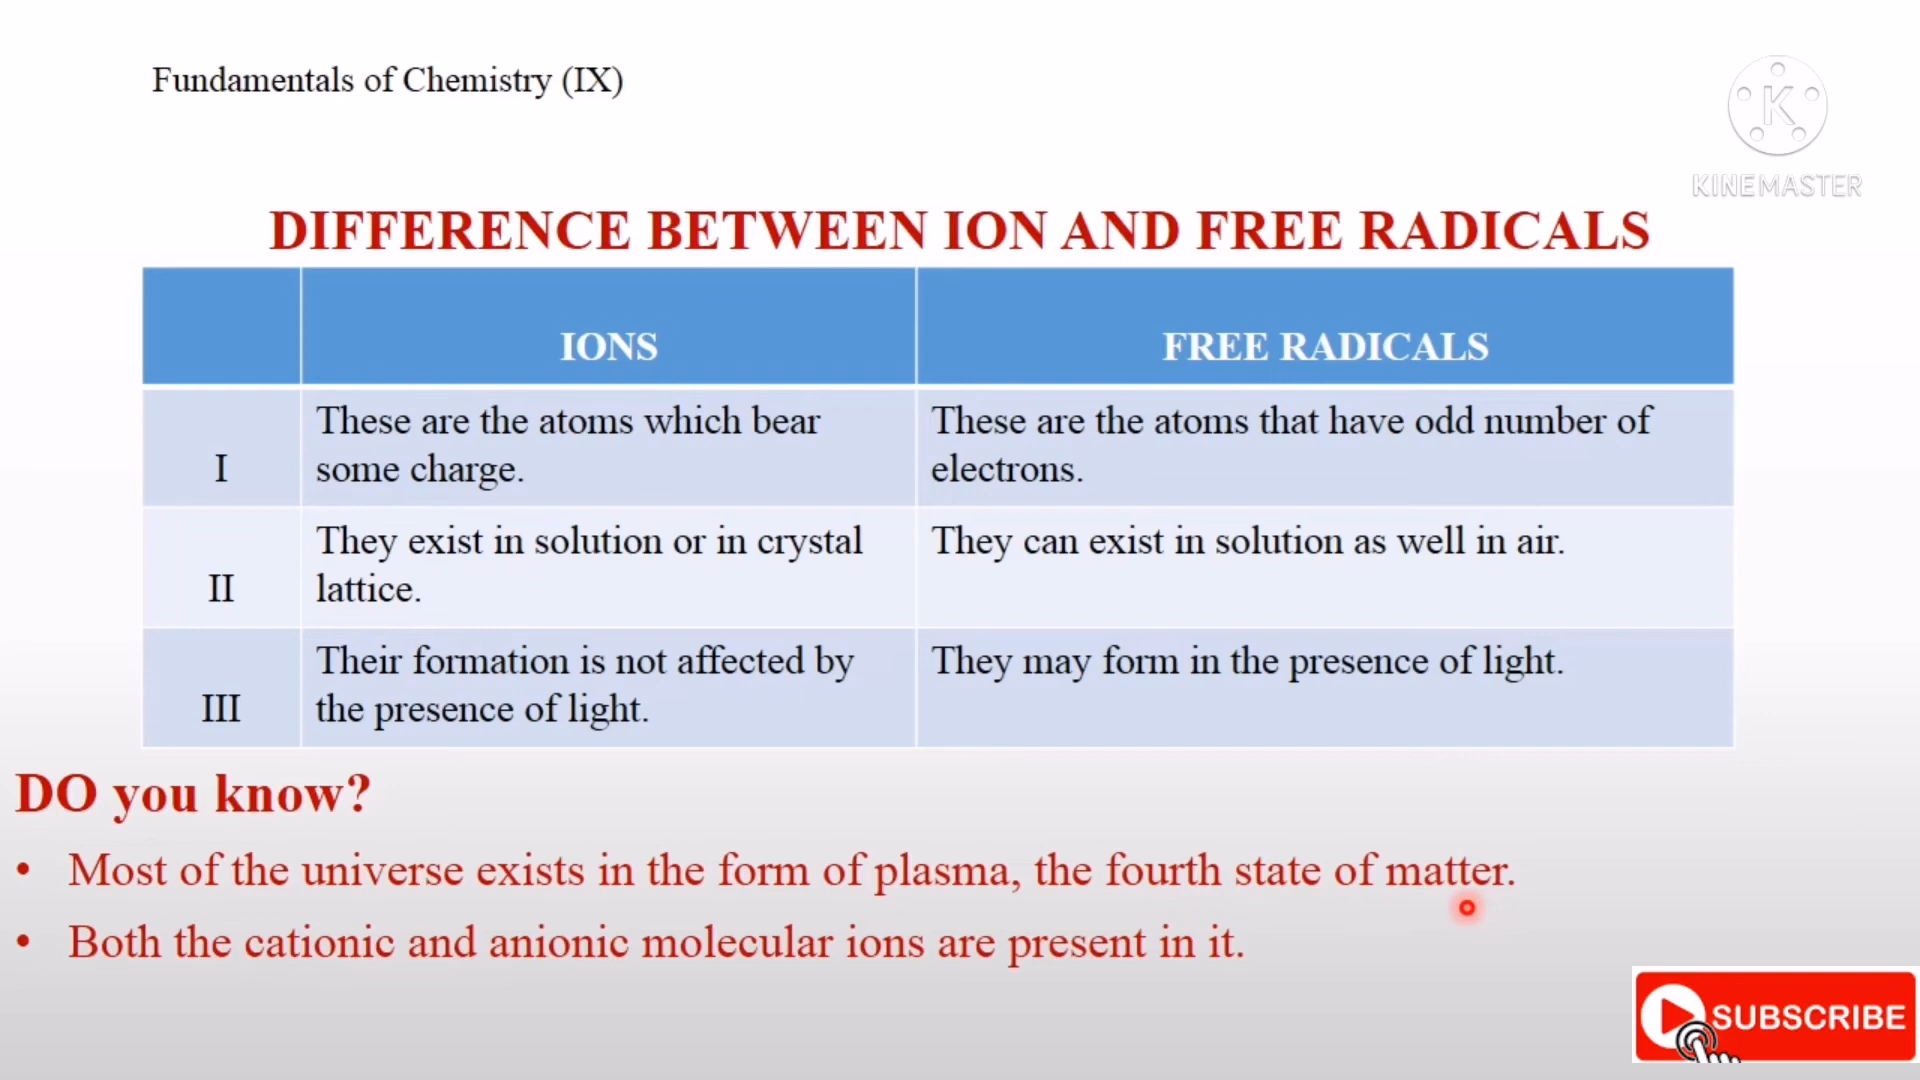 Fundamentals of Chemistry (IX)
K
KINEMASTER
DIFFERENCE BETWEEN ION AND FREE RADICALS
IONS
FREE RADICALS
I
These are the atoms which bear
some charge.
These are the atoms that have odd number of
electrons.
II
They exist in solution or in crystal
lattice.
They can exist in solution as well in air.
III
Their formation is not affected by
the presence of light.
They may form in the presence of light.
DO you know?
• Most of the universe exists in the form of plasma, the fourth state of matter.
• Both the cationic and anionic molecular ions are present in it.
SUBSCRIBE